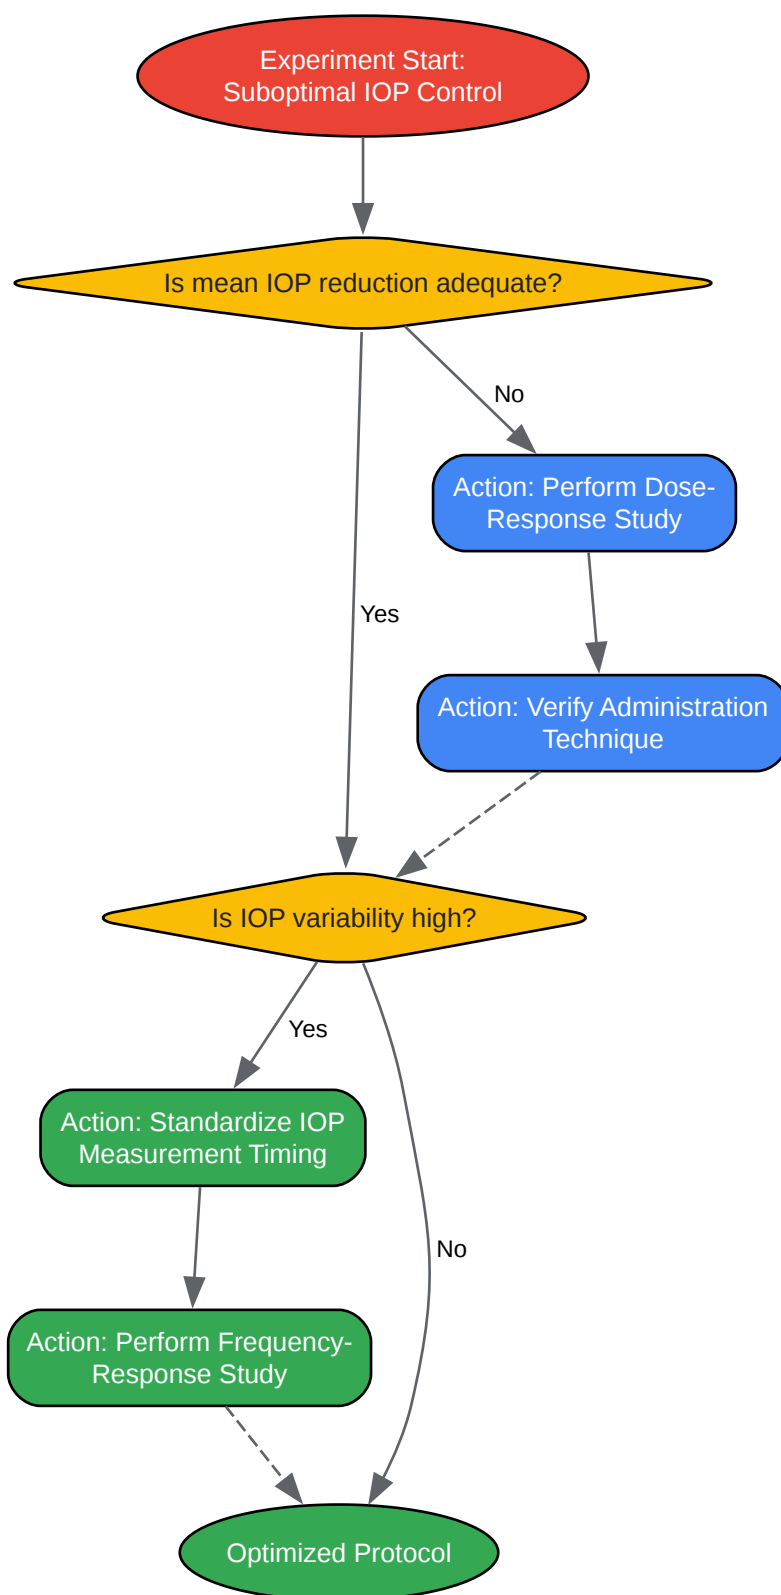 Experiment Start:
Suboptimal IOP Control
Is mean IOP reduction adequate?
No
Action: Perform Dose-
Response Study
Yes
Action: Verify Administration
Technique
Is IOP variability high?
Yes
Action: Standardize IOP
Measurement Timing
No
Action: Perform Frequency-
Response Study
Optimized Protocol